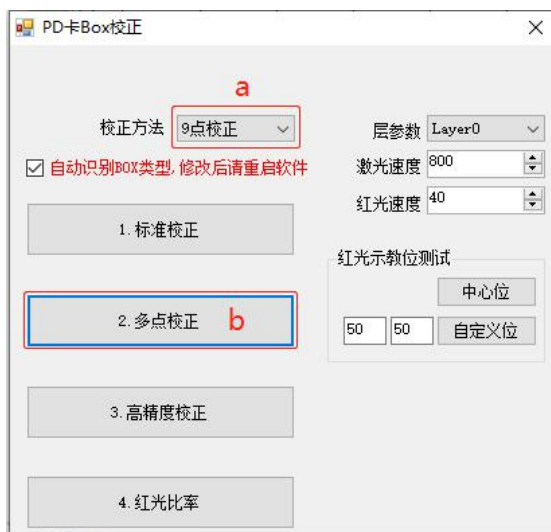 PD卡Box校正
a
校正方法 9点校正
层参数 Layer0
自动识别BOX类型,修改后请重启软件
激光速度 800
红光速度 40
1.标准校正
红光示教位测试
中心位
2.多点校正 b
50 50 自定义位
3.高精度校正
4.红光比率